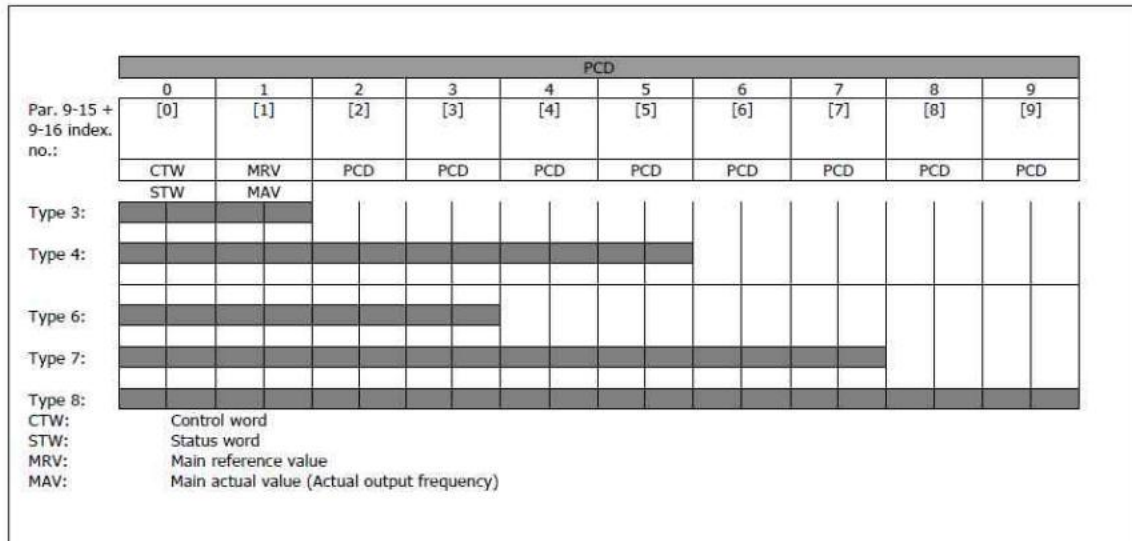 PCD
0 1 2 3 4 5 6 7 8 9
Par. 9-15 + [0] [1] [2] [3] [4] [5] [6] [7] [8] [9]
9-16 index.
no.:
CTW MRV PCD PCD PCD PCD PCD PCD PCD PCD
STW MAV
Type 3:
Type 4:
Type 6:
Type 7:
Type 8:
CTW: Control word
STW: Status word
MRV: Main reference value
MAV: Main actual value (Actual output frequency)